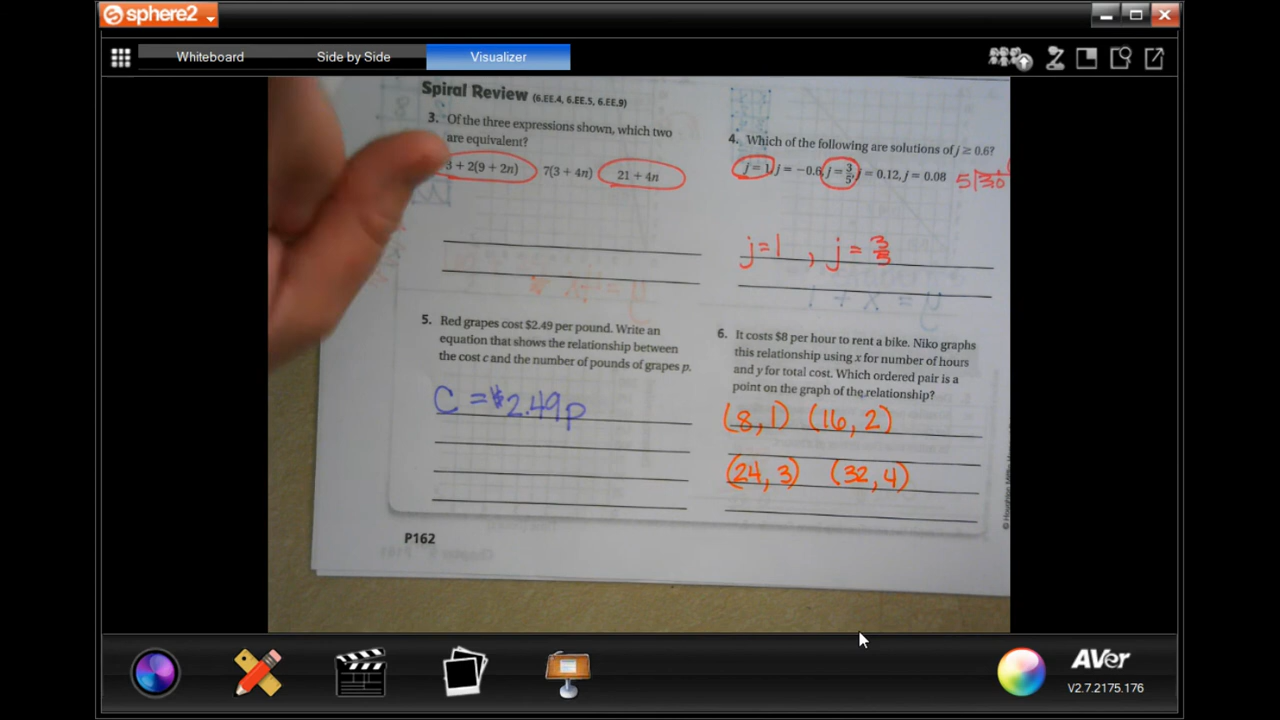 sphere2
Whiteboard Side by Side Visualizer
Spiral Review (6.EE.4, 6.EE.5, 6.EE.9)
3. Of the three expressions shown, which two
are equivalent?
3 + 2(9 + 2n) 7(3 + 4n) 21 + 4n
4. Which of the following are solutions of j ≥ 0.6?
j = 1, j = −0.6, j = 3/5, j = 0.12, j = 0.08
5 3.0
j = 1 , j = 3/5
y = x + 1
5. Red grapes cost $2.49 per pound. Write an
equation that shows the relationship between
the cost c and the number of pounds of grapes p.
C = $2.49p
6. It costs $8 per hour to rent a bike. Niko graphs
this relationship using x for number of hours
and y for total cost. Which ordered pair is a
point on the graph of the relationship?
(8, 1) (16, 2)
(24, 3) (32, 4)
P162
AVer
V2.7.2175.176